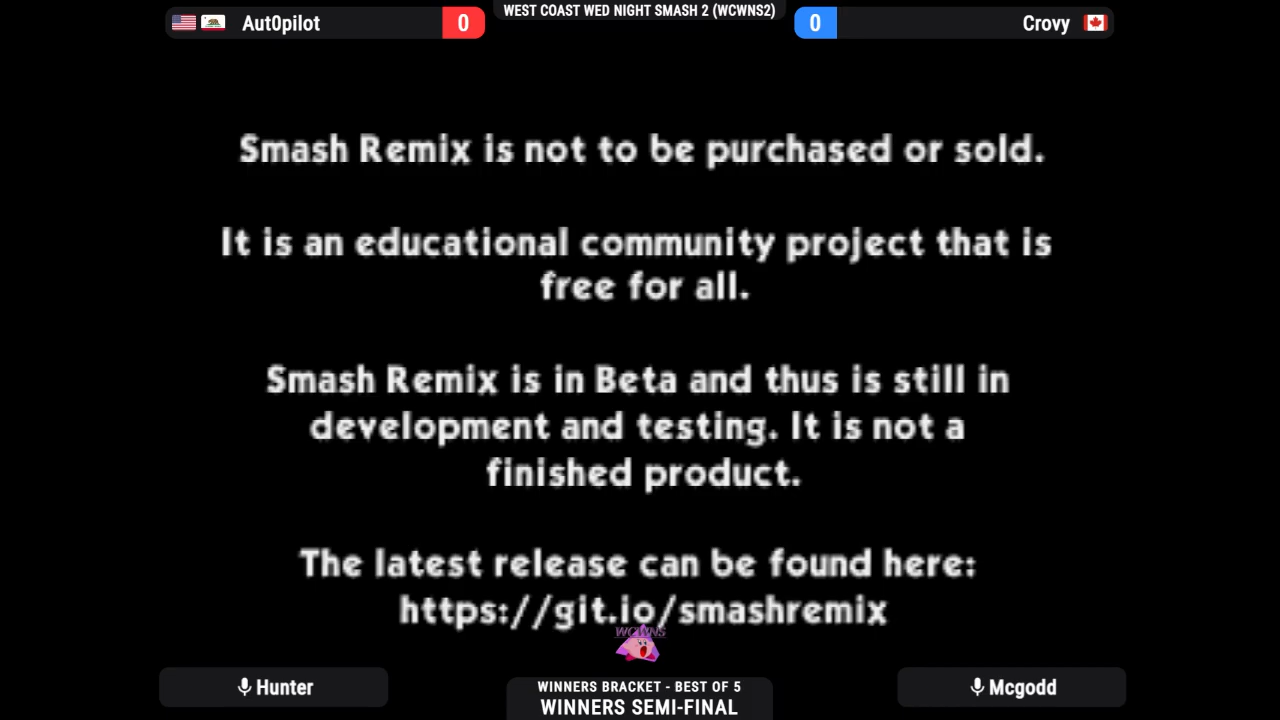 Aut0pilot 0 WEST COAST WED NIGHT SMASH 2 (WCWNS2) 0 Crovy
Smash Remix is not to be purchased or sold.
It is an educational community project that is
free for all.
Smash Remix is in Beta and thus is still in
development and testing. It is not a
finished product.
The latest release can be found here:
https://git.io/smashremix
WCWNS
Hunter
WINNERS BRACKET - BEST OF 5
WINNERS SEMI-FINAL
Mcgodd